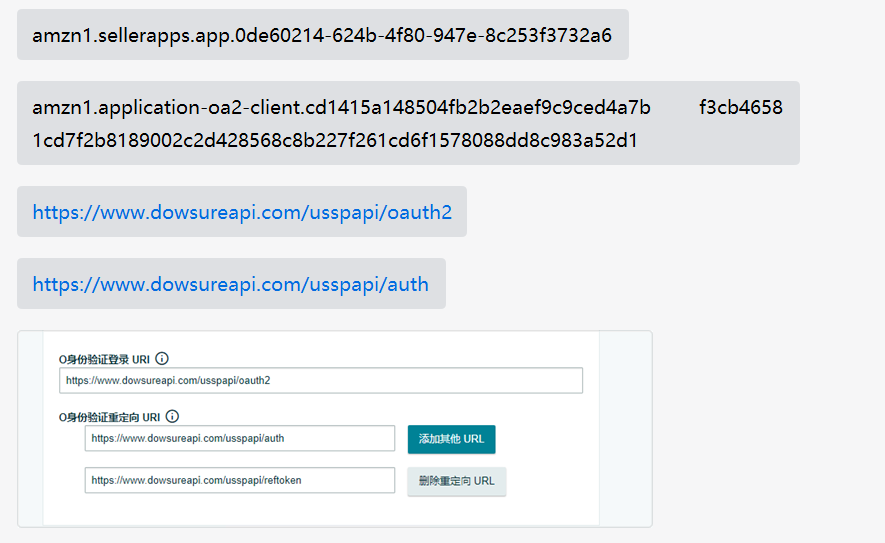 amzn1.sellerapps.app.0de60214-624b-4f80-947e-8c253f3732a6
amzn1.application-oa2-client.cd1415a148504fb2b2eaef9c9ced4a7b f3cb4658
1cd7f2b8189002c2d428568c8b227f261cd6f1578088dd8c983a52d1
https://www.dowsureapi.com/usspapi/oauth2
https://www.dowsureapi.com/usspapi/auth
O身份验证登录 URI
https://www.dowsureapi.com/usspapi/oauth2
O身份验证重定向 URI
https://www.dowsureapi.com/usspapi/auth 添加其他 URL
https://www.dowsureapi.com/usspapi/reftoken 删除重定向 URL